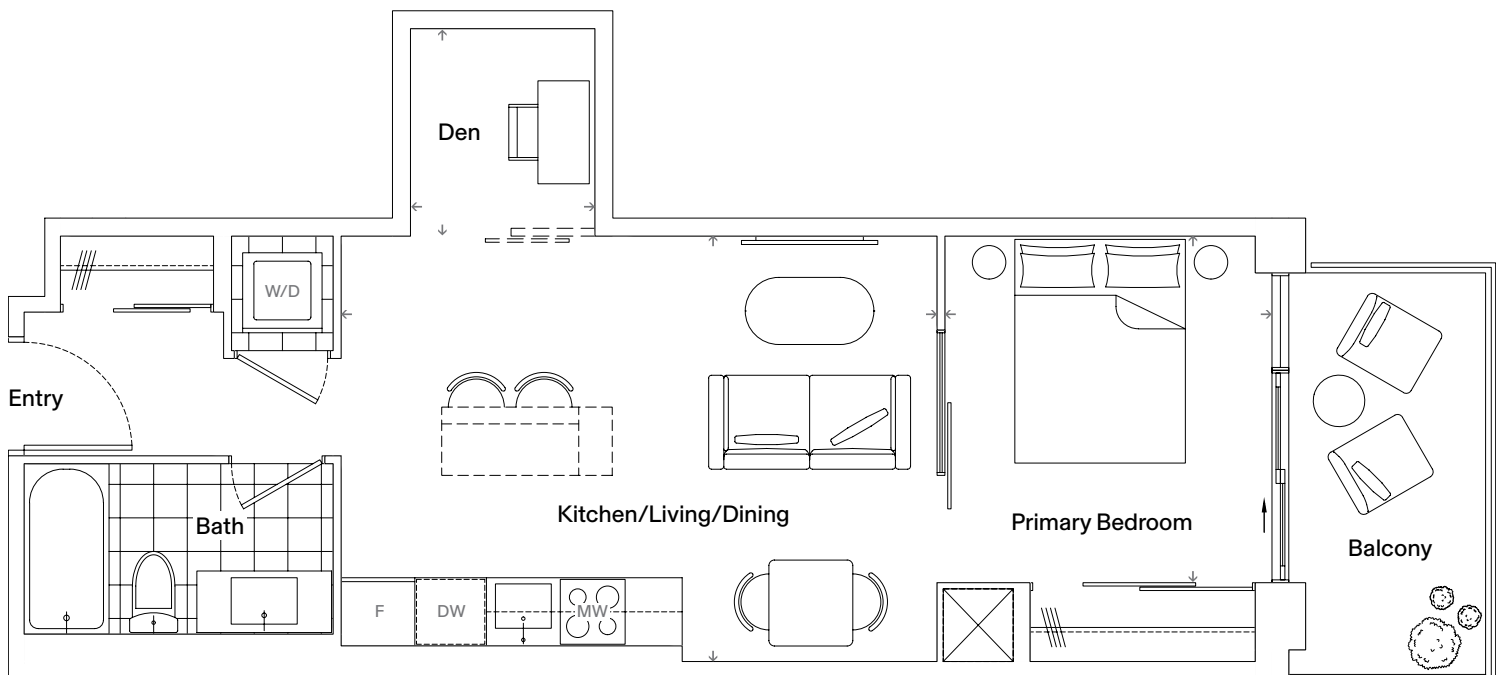 Den
W/D
Entry
Kitchen/Living/Dining
Primary Bedroom
Bath
Balcony
F
DW
MW